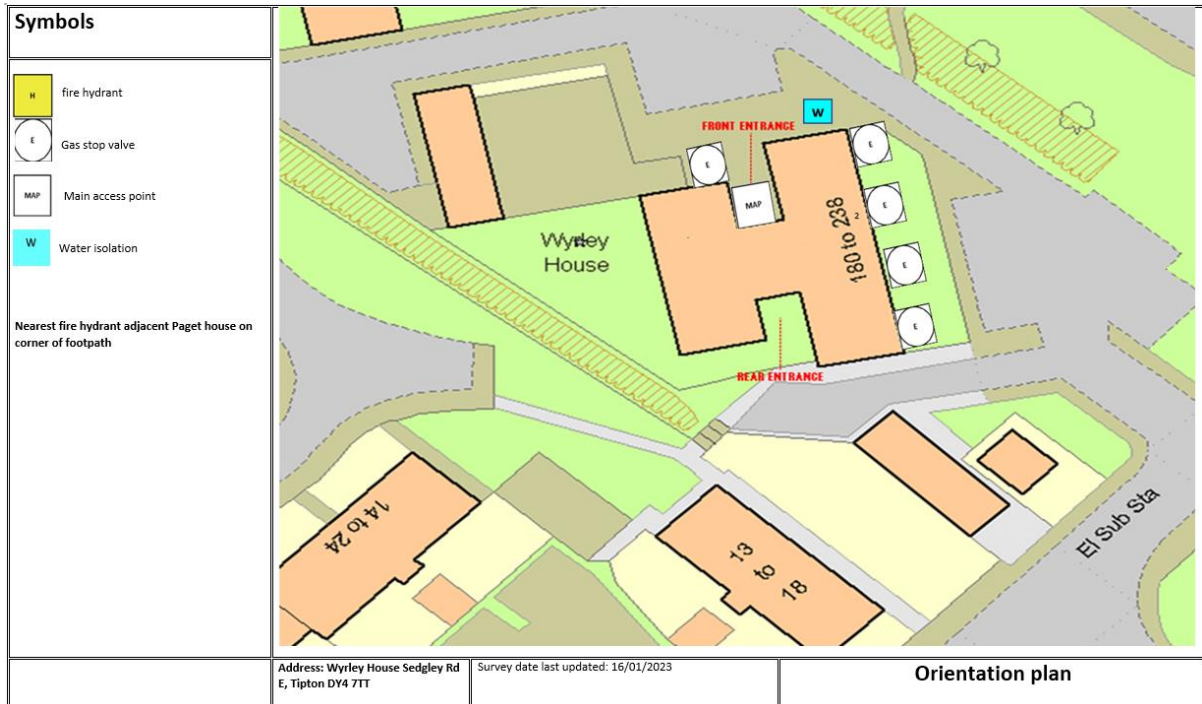 Symbols
H
fire hydrant
E
Gas stop valve
MAP
Main access point
W
Water isolation
Nearest fire hydrant adjacent Paget house on
corner of footpath
W
FRONT ENTRANCE
E
E
MAP
E
2
180 to 238
Wyrley
House
E
E
REAR ENTRANCE
14 to 24
13
to
18
El Sub Sta
Address: Wyrley House Sedgley Rd
E, Tipton DY4 7TT
Survey date last updated: 16/01/2023
Orientation plan